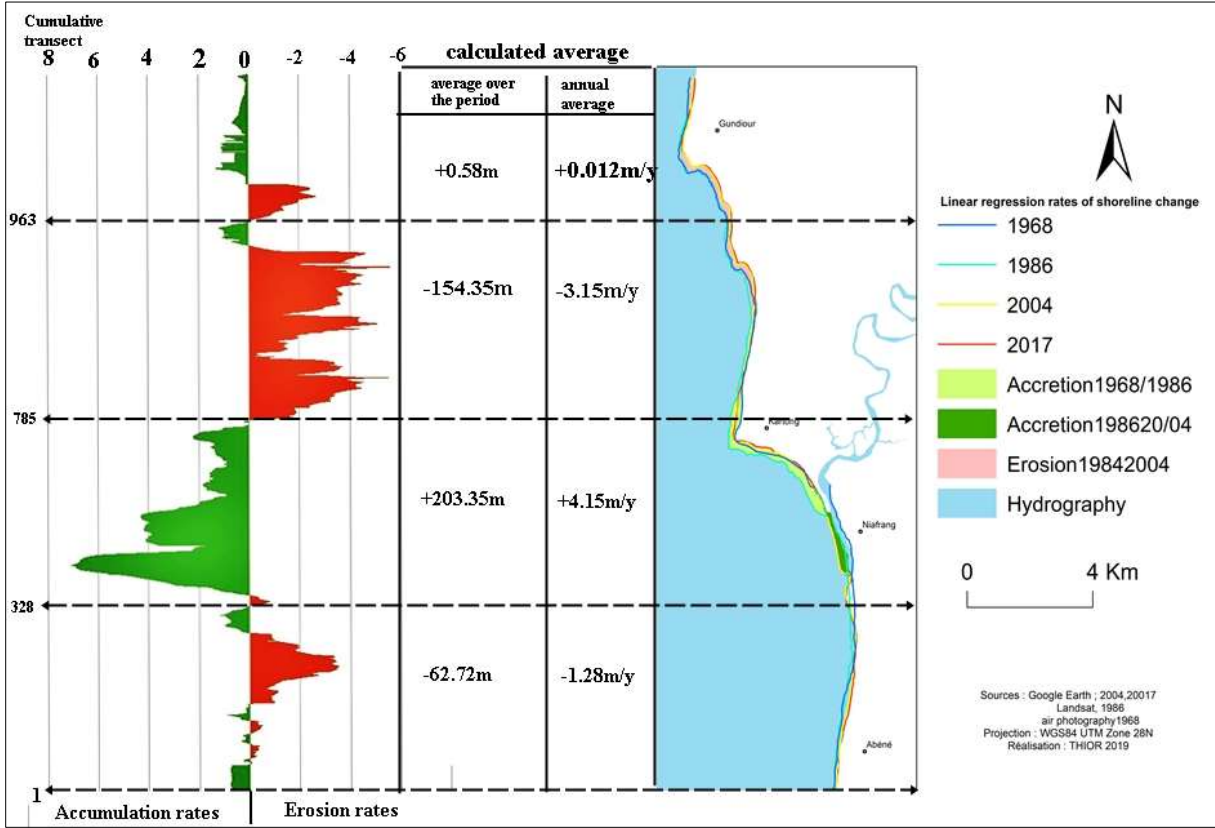 Cumulative
transect
8 6 4 2 0 -2 -4 -6
calculated average
average over
the period
annual
average
+0.58m
+0.012m/y
963
-154.35m
-3.15m/y
785
+203.35m
+4.15m/y
328
-62.72m
-1.28m/y
1
Accumulation rates
Erosion rates
Gundiour
Kartong
Niafrang
Abéné
N
Linear regression rates of shoreline change
1968
1986
2004
2017
Accretion1968/1986
Accretion198620/04
Erosion19842004
Hydrography
0 4 Km
Sources : Google Earth ; 2004,20017
Landsat, 1986
air photography1968
Projection : WGS84 UTM Zone 28N
Réalisation : THIOR 2019